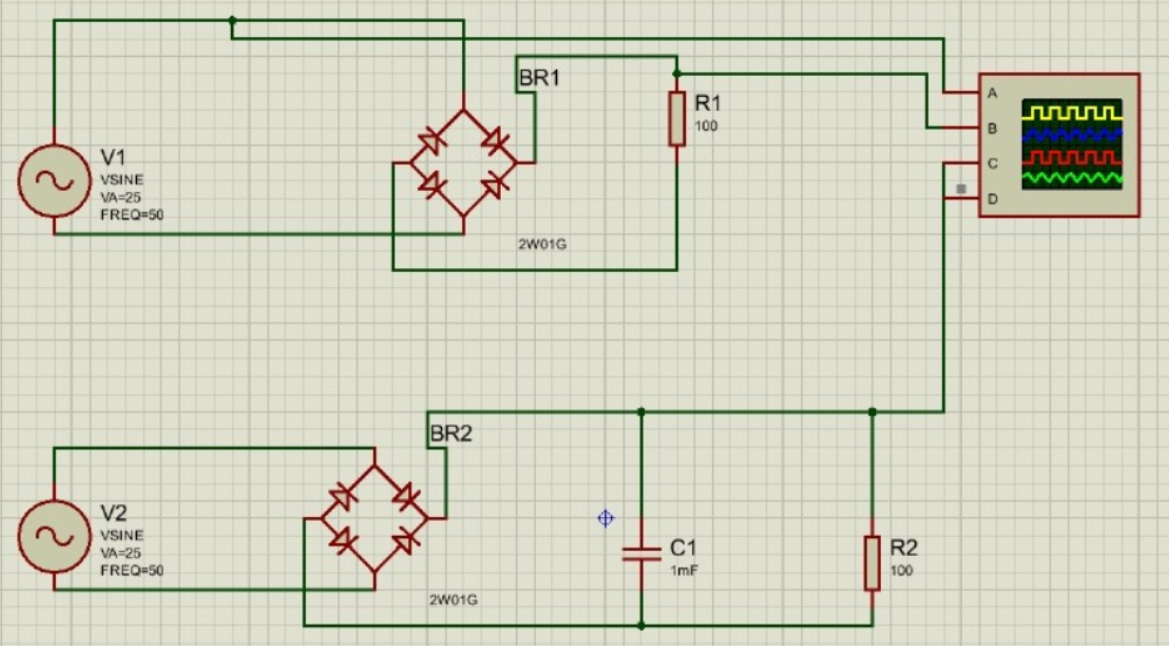 BR1
R1
100
A
B
C
D
V1
VSINE
VA=25
FREQ=50
2W01G
BR2
V2
VSINE
VA=25
FREQ=50
C1
1mF
R2
100
2W01G